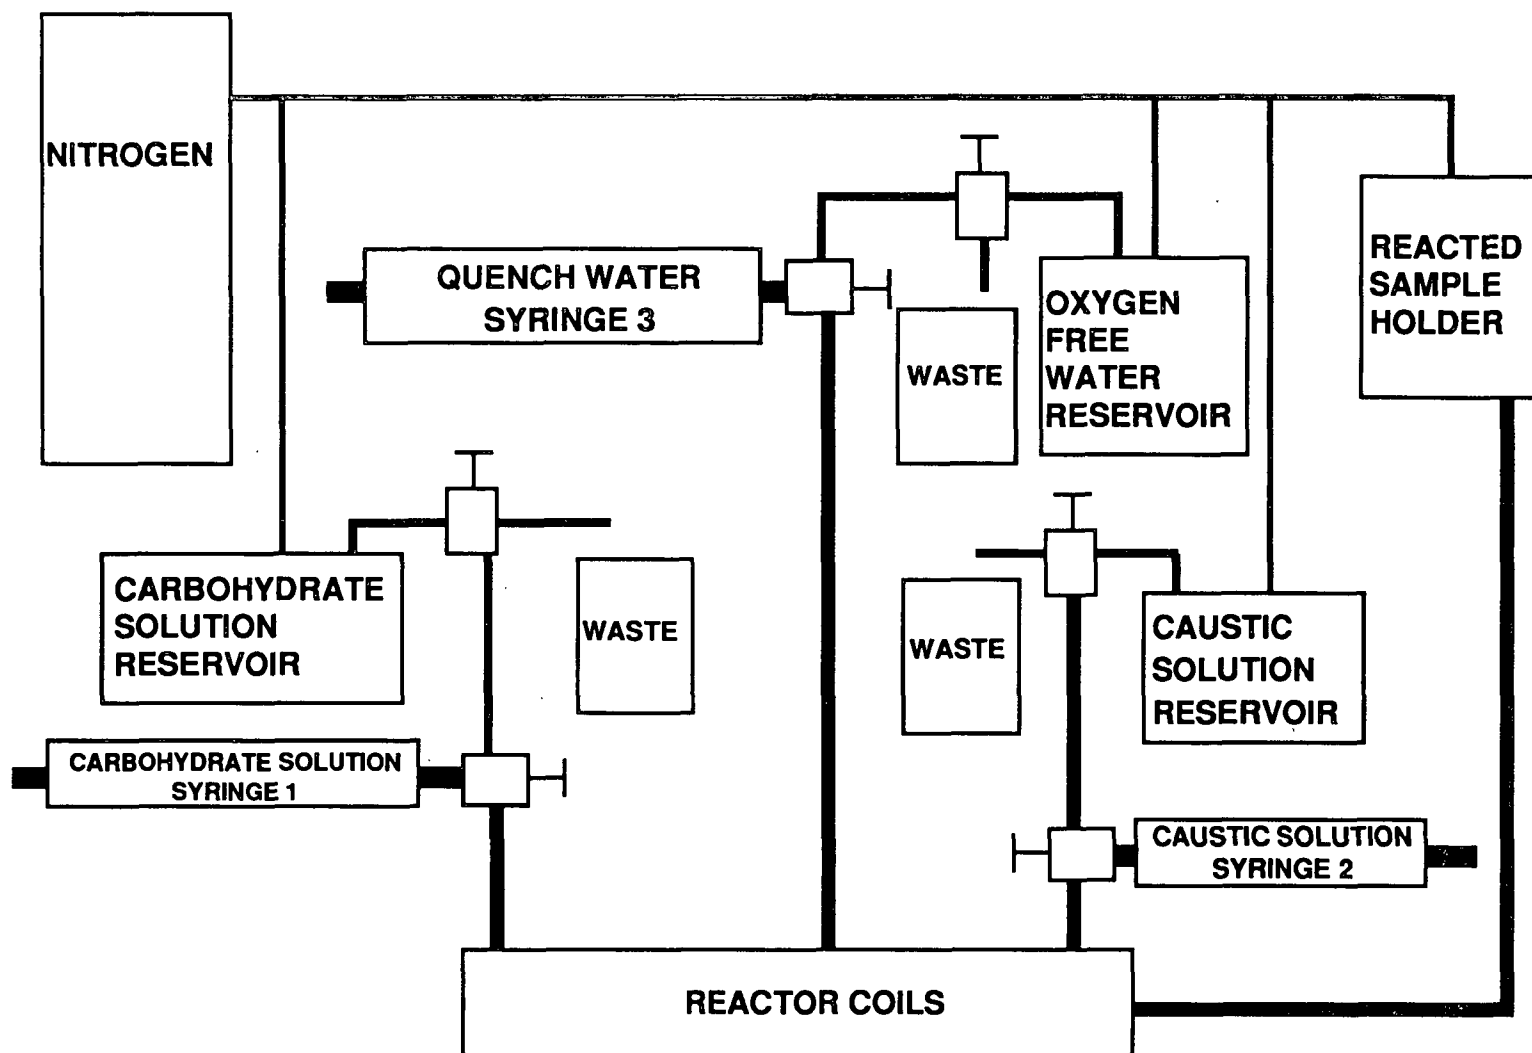 NITROGEN
QUENCH WATER
SYRINGE 3
OXYGEN
FREE
WATER
RESERVOIR
REACTED
SAMPLE
HOLDER
WASTE
CARBOHYDRATE
SOLUTION
RESERVOIR
WASTE
WASTE
CAUSTIC
SOLUTION
RESERVOIR
CARBOHYDRATE SOLUTION
SYRINGE 1
CAUSTIC SOLUTION
SYRINGE 2
REACTOR COILS